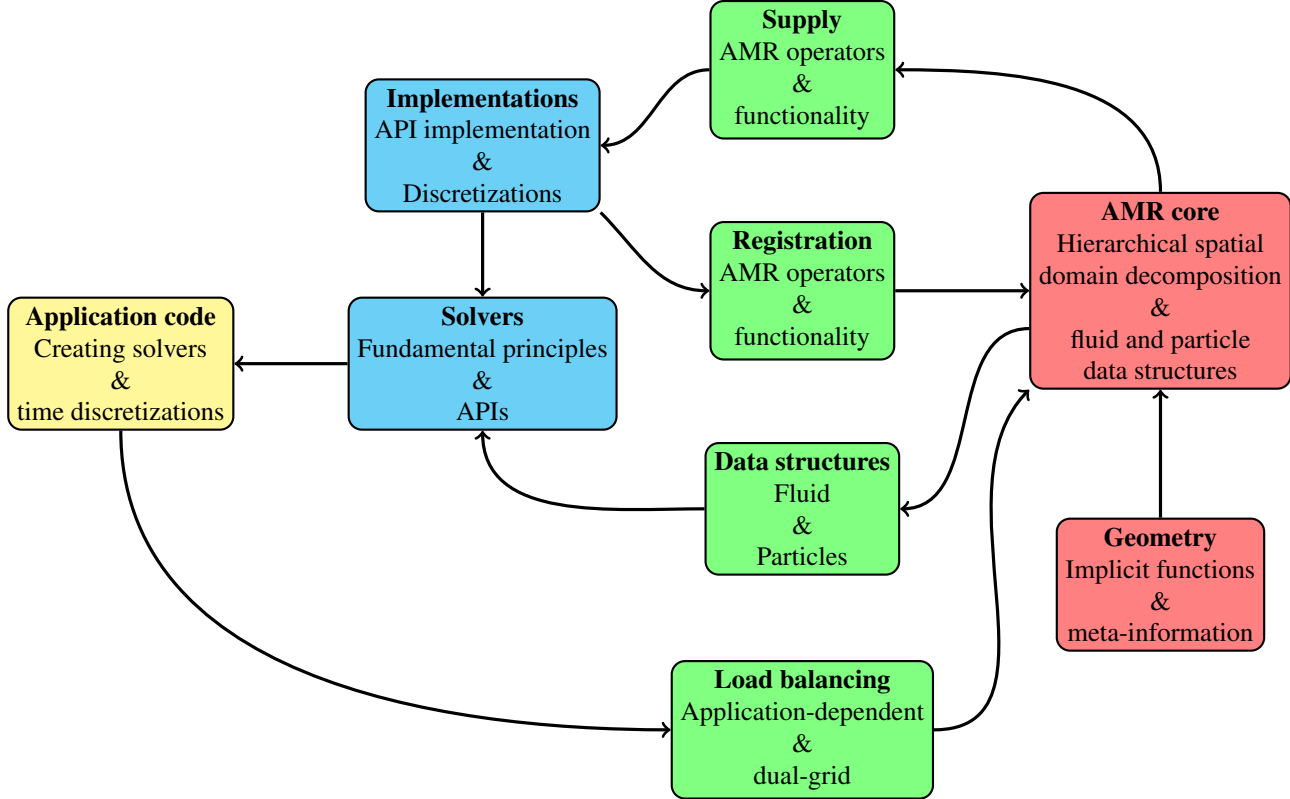 Supply
AMR operators
&
functionality
Implementations
API implementation
&
Discretizations
AMR core
Hierarchical spatial
domain decomposition
&
fluid and particle
data structures
Registration
AMR operators
&
functionality
Application code
Creating solvers
&
time discretizations
Solvers
Fundamental principles
&
APIs
Data structures
Fluid
&
Particles
Geometry
Implicit functions
&
meta-information
Load balancing
Application-dependent
&
dual-grid